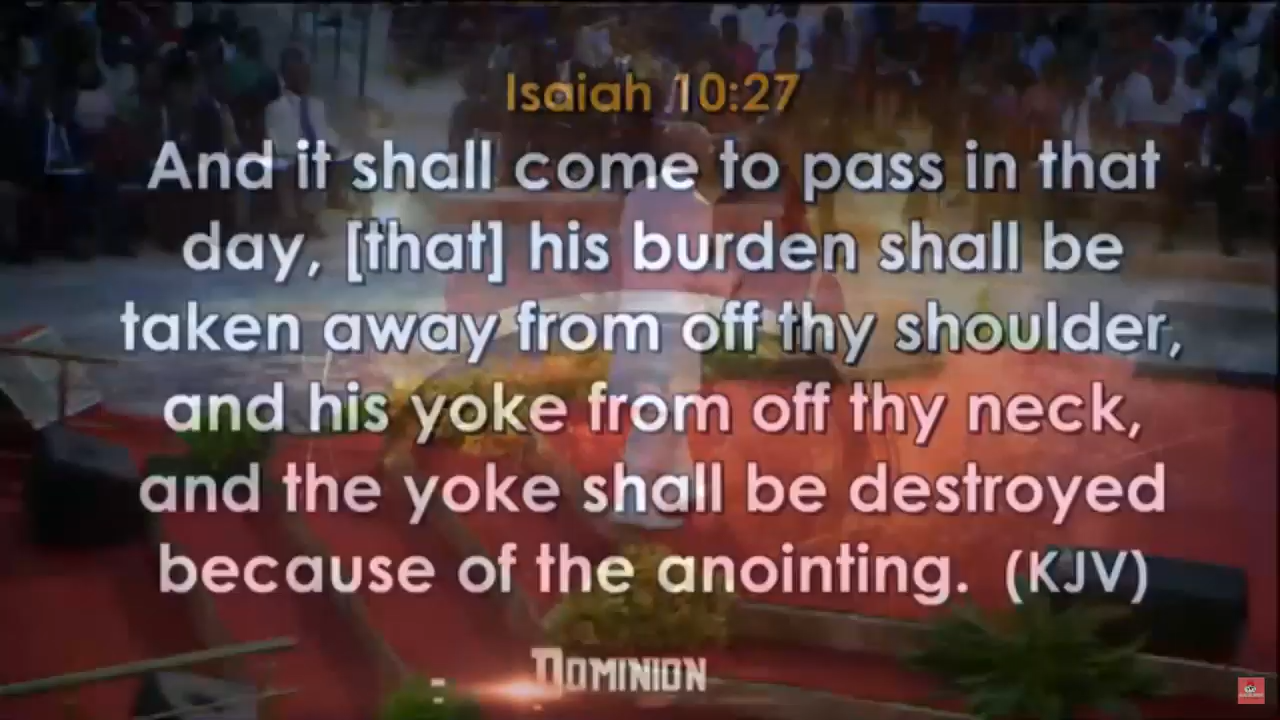 Isaiah 10:27
And it shall come to pass in that
day, [that] his burden shall be
taken away from off thy shoulder,
and his yoke from off thy neck,
and the yoke shall be destroyed
because of the anointing. (KJV)
DOMINION